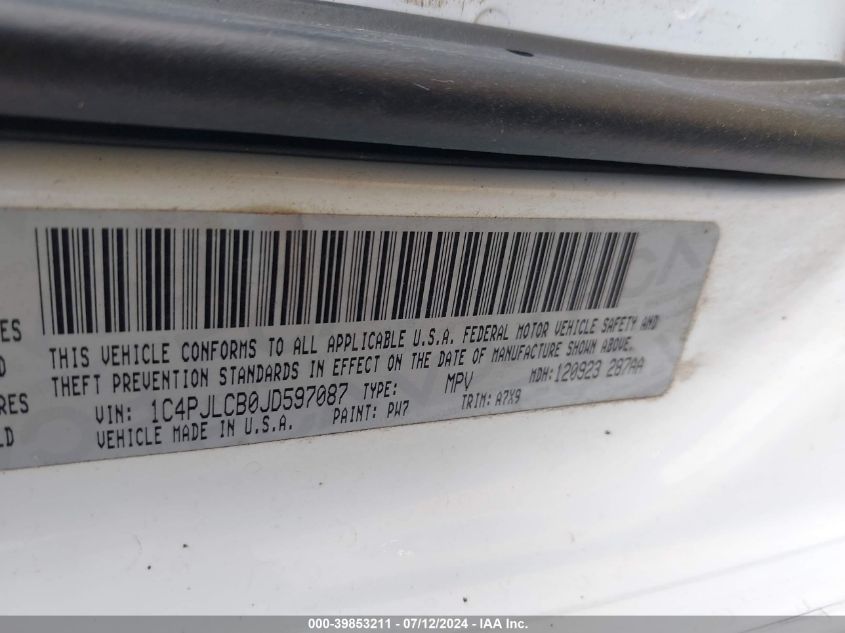 THIS VEHICLE CONFORMS TO ALL APPLICABLE U.S.A. FEDERAL MOTOR VEHICLE SAFETY AND
THEFT PREVENTION STANDARDS IN EFFECT ON THE DATE OF MANUFACTURE SHOWN ABOVE.
VIN: 1C4PJLCB0JD597087 TYPE: MPV MDH: 120923 287AA
VEHICLE MADE IN U.S.A. PAINT: PW7 TRIM: A7X9
ES
D
RES
LD
000-39853211 - 07/12/2024 - IAA Inc.